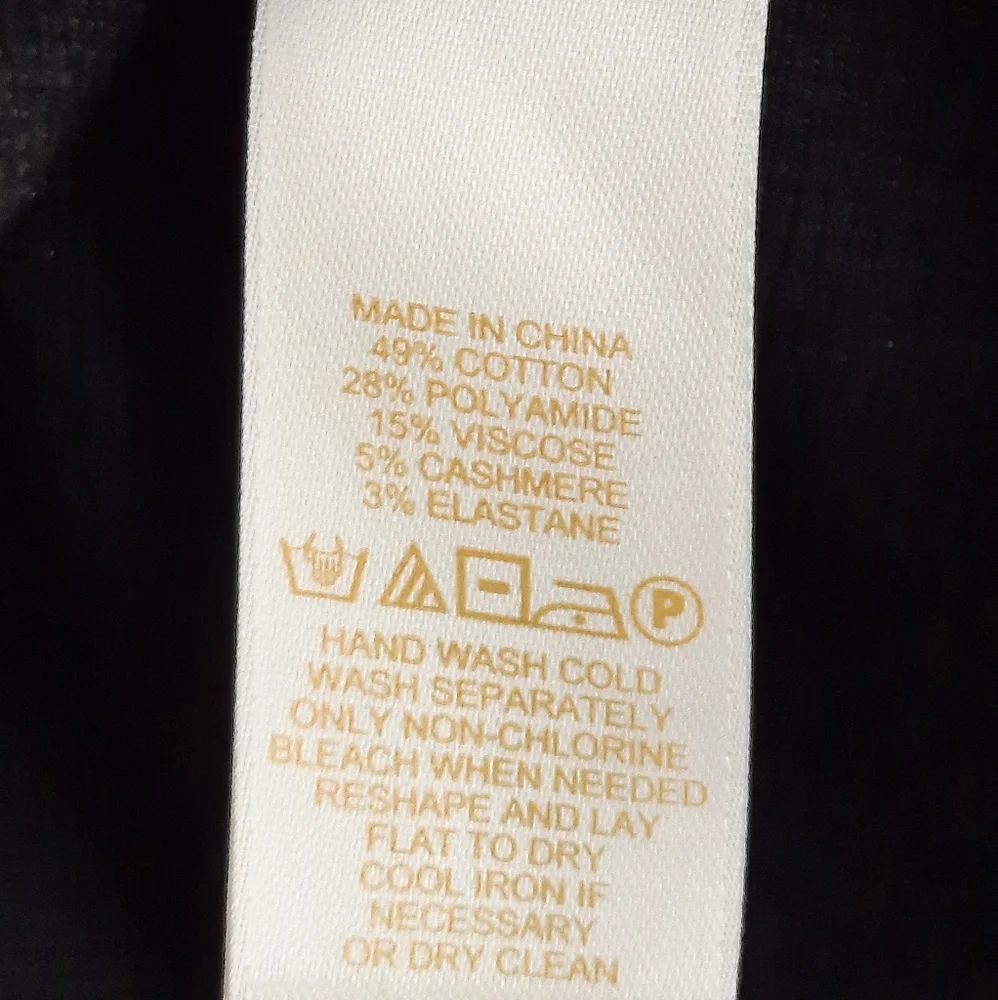 MADE IN CHINA
49% COTTON
28% POLYAMIDE
15% VISCOSE
5% CASHMERE
3% ELASTANE
P
HAND WASH COLD
WASH SEPARATELY
ONLY NON-CHLORINE
BLEACH WHEN NEEDED
RESHAPE AND LAY
FLAT TO DRY
COOL IRON IF
NECESSARY
OR DRY CLEAN